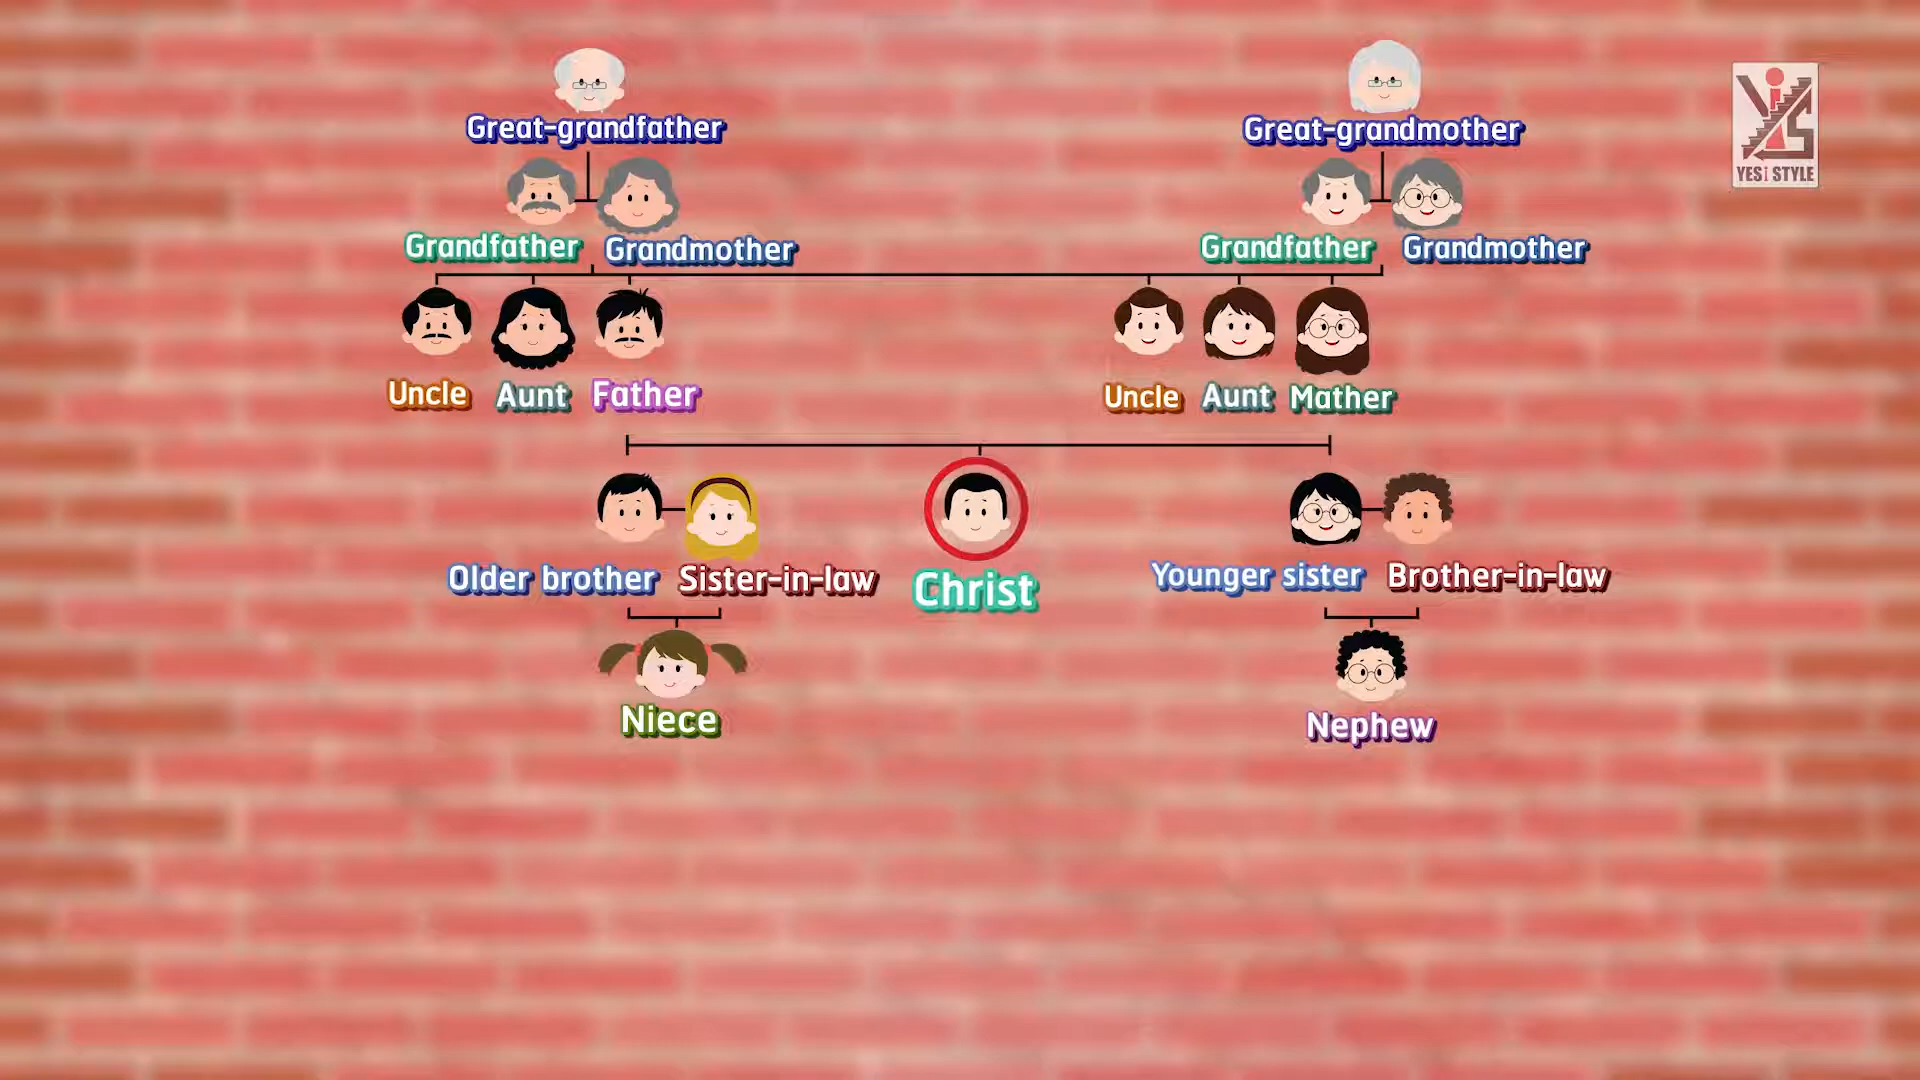 Great-grandfather
Great-grandmother
YESi STYLE
Grandfather
Grandmother
Grandfather
Grandmother
Uncle
Aunt
Father
Uncle
Aunt
Mather
Older brother
Sister-in-law
Christ
Younger sister
Brother-in-law
Niece
Nephew